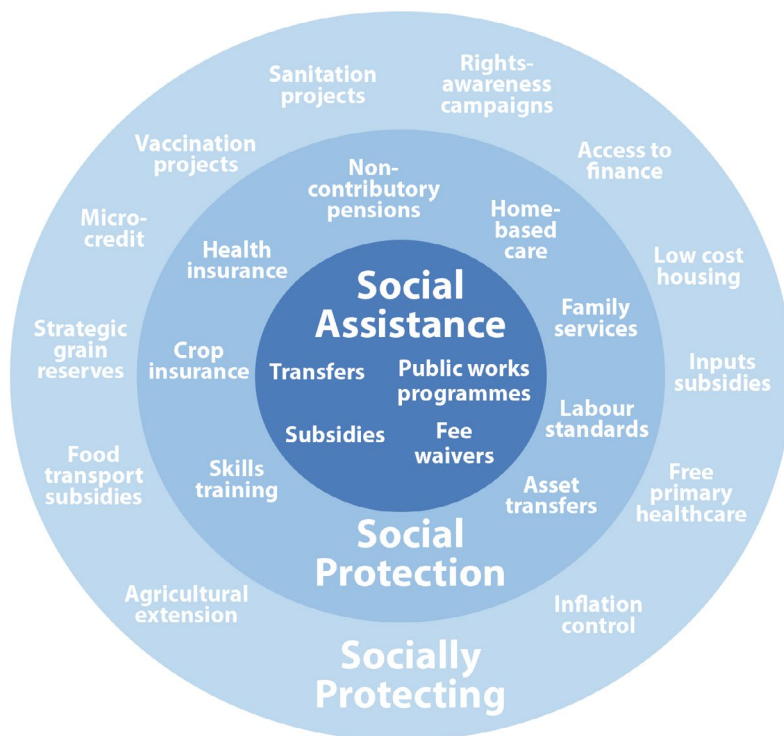 Sanitation
projects
Rights-
awareness
campaigns
Vaccination
projects
Access to
finance
Micro-
credit
Low cost
housing
Strategic
grain
reserves
Inputs
subsidies
Food
transport
subsidies
Free
primary
healthcare
Agricultural
extension
Inflation
control
Socially
Protecting
Non-
contributory
pensions
Home-
based
care
Health
insurance
Family
services
Crop
insurance
Labour
standards
Skills
training
Asset
transfers
Social
Protection
Social
Assistance
Transfers
Public works
programmes
Subsidies
Fee
waivers